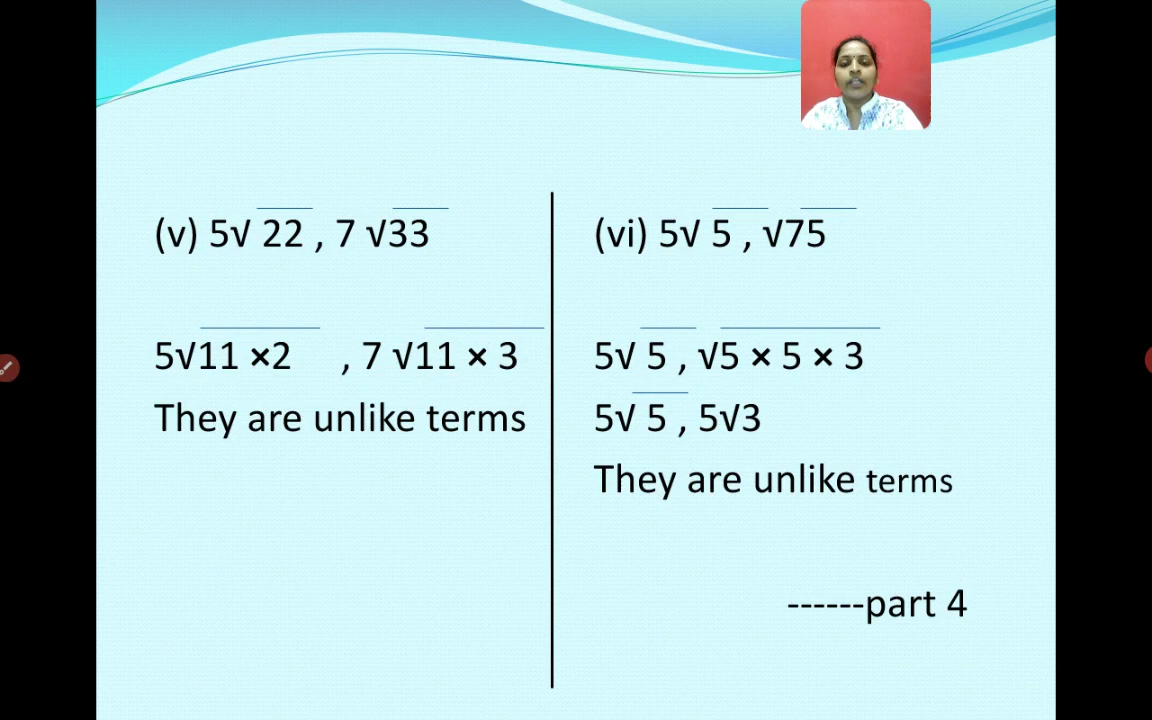 (v) 5√ 22 , 7 √33
5√11 ×2 , 7 √11 × 3
They are unlike terms
(vi) 5√ 5 , √75
5√ 5 , √5 × 5 × 3
5√ 5 , 5√3
They are unlike terms
------part 4